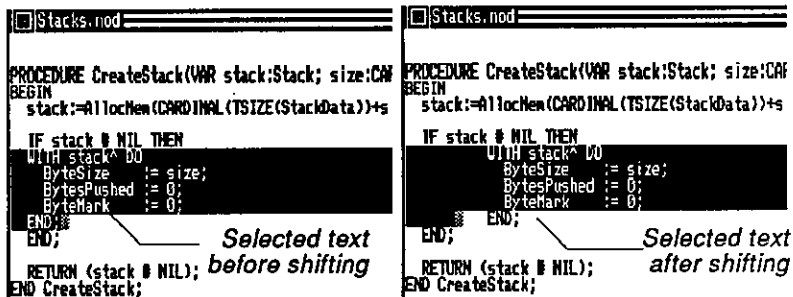 Stacks.mod
PROCEDURE CreateStack(VAR stack:Stack; size:CAR
BEGIN
stack:=AllocMem(CARDINAL(TSIZE(StackData))+s
IF stack # NIL THEN
WITH stack^ DO
ByteSize := size;
BytesPushed := 0;
ByteMark := 0;
END;
END;
RETURN (stack # NIL);
END CreateStack;
Selected text
before shifting
Stacks.mod
PROCEDURE CreateStack(VAR stack:Stack; size:CAR
BEGIN
stack:=AllocMem(CARDINAL(TSIZE(StackData))+s
IF stack # NIL THEN
WITH stack^ DO
ByteSize := size;
BytesPushed := 0;
ByteMark := 0;
END;
END;
RETURN (stack # NIL);
END CreateStack;
Selected text
after shifting